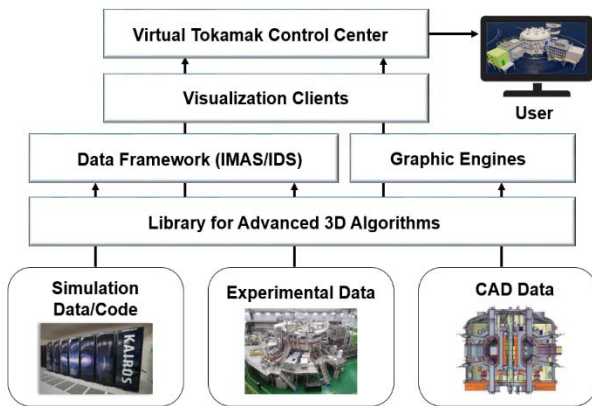 Virtual Tokamak Control Center
User
Visualization Clients
Data Framework (IMAS/IDS)
Graphic Engines
Library for Advanced 3D Algorithms
Simulation
Data/Code
Experimental Data
CAD Data
KAIROS